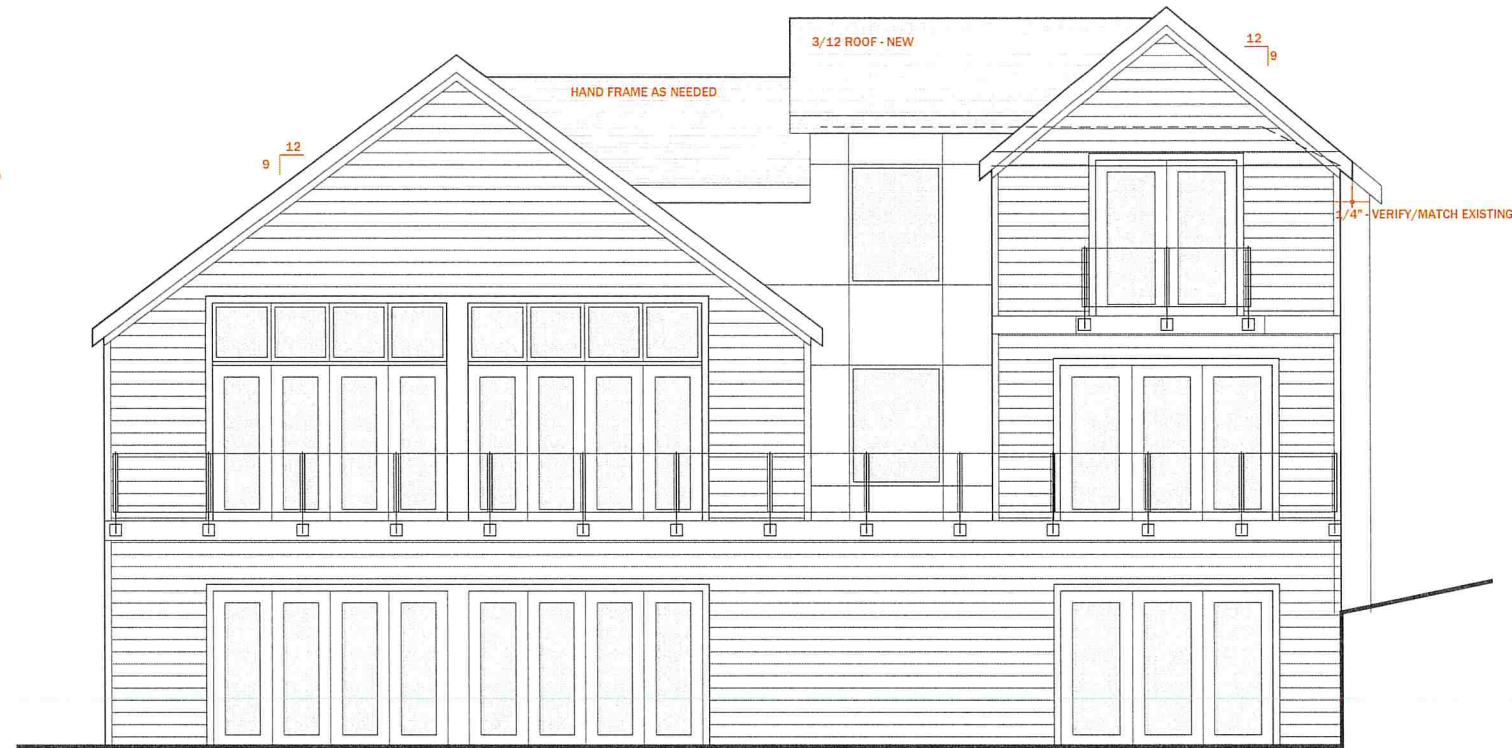 3/12 ROOF - NEW
12
9
HAND FRAME AS NEEDED
12
9
1/4" - VERIFY/MATCH EXISTING